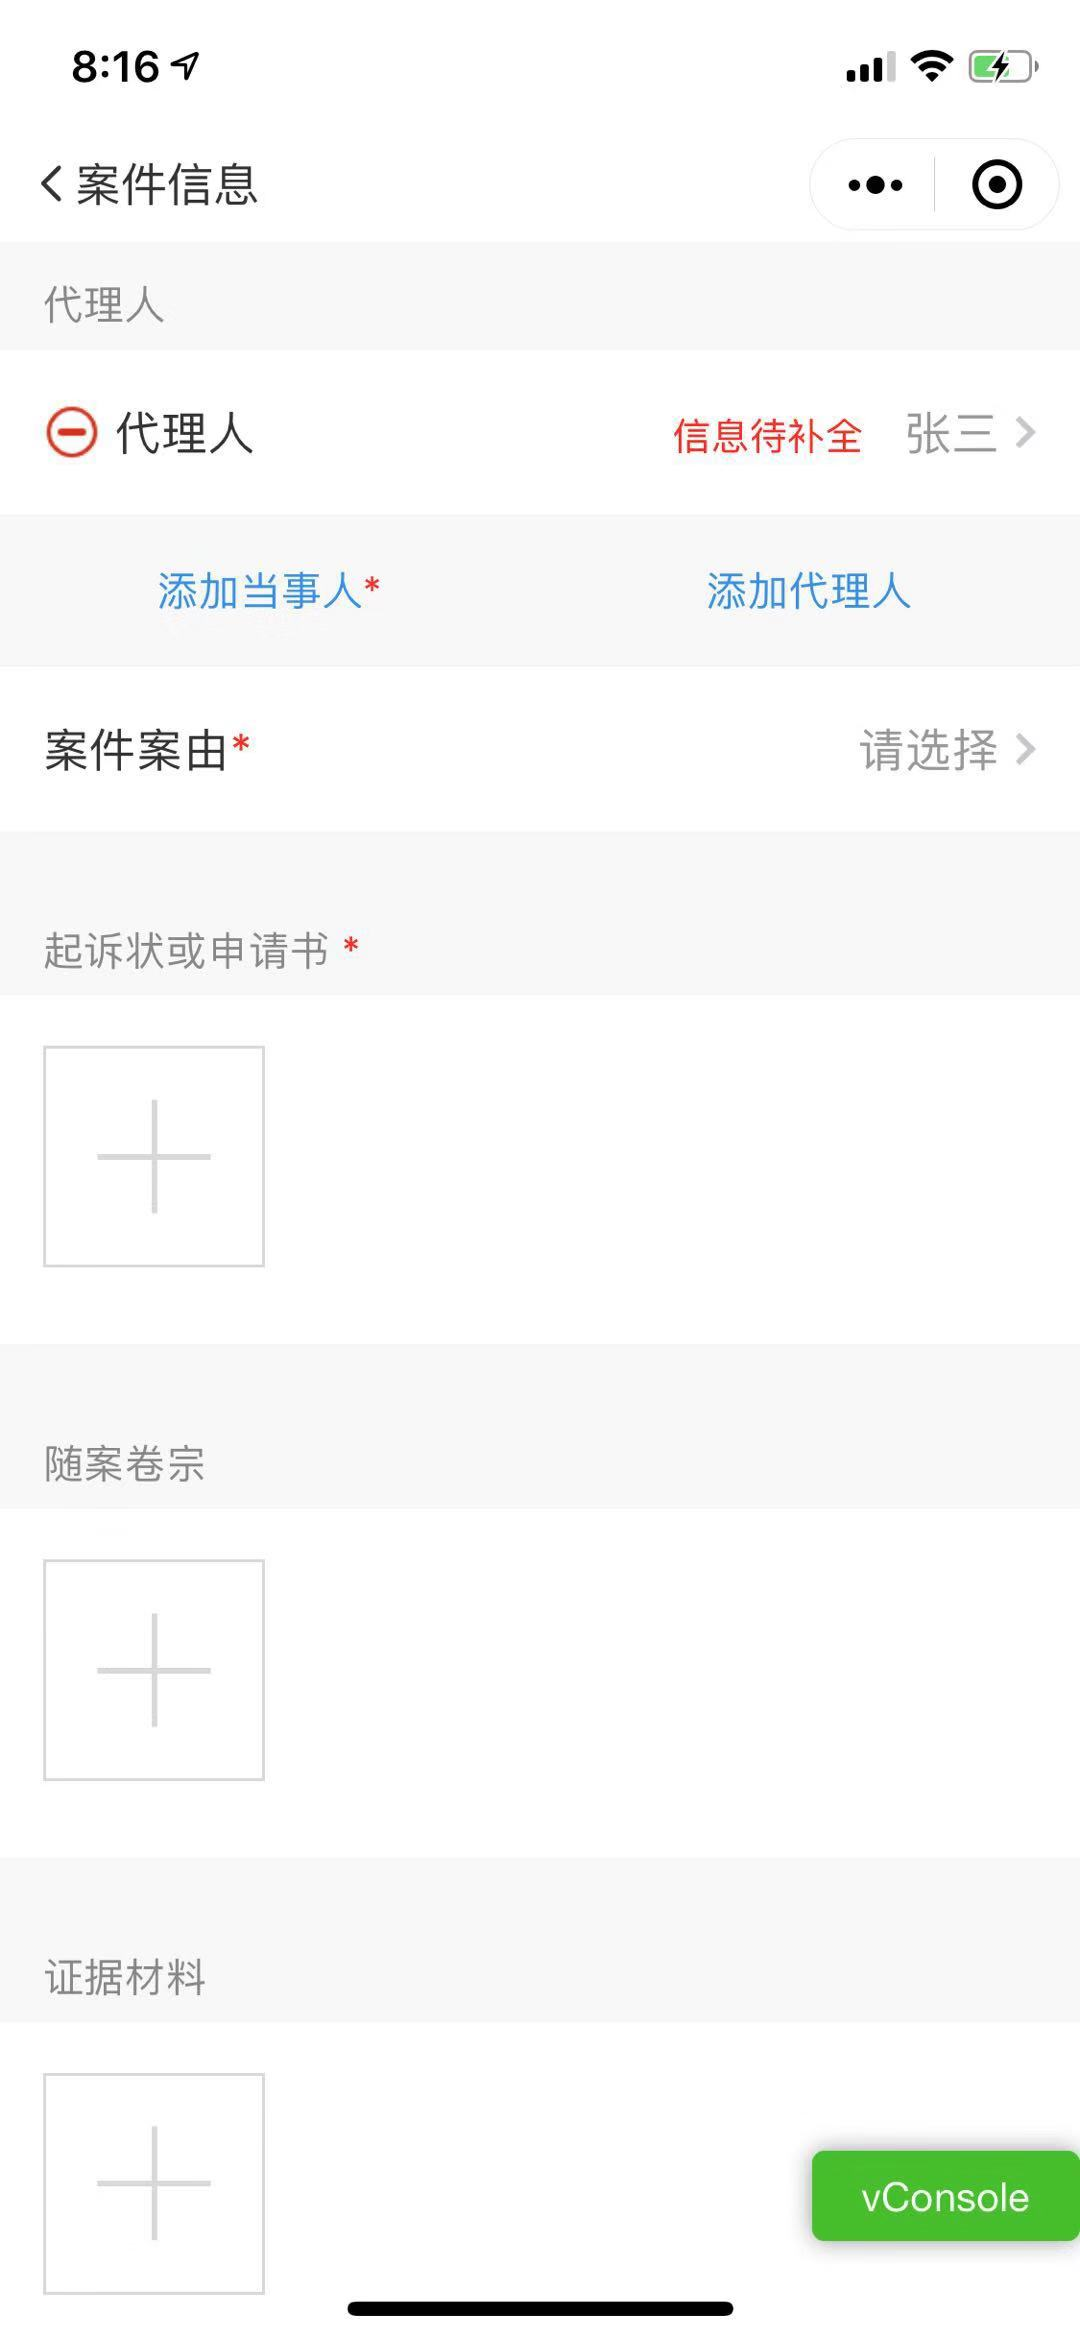 8:16
案件信息
代理人
代理人 信息待补全 张三
添加当事人* 添加代理人
案件案由* 请选择
起诉状或申请书 *
随案卷宗
证据材料
vConsole